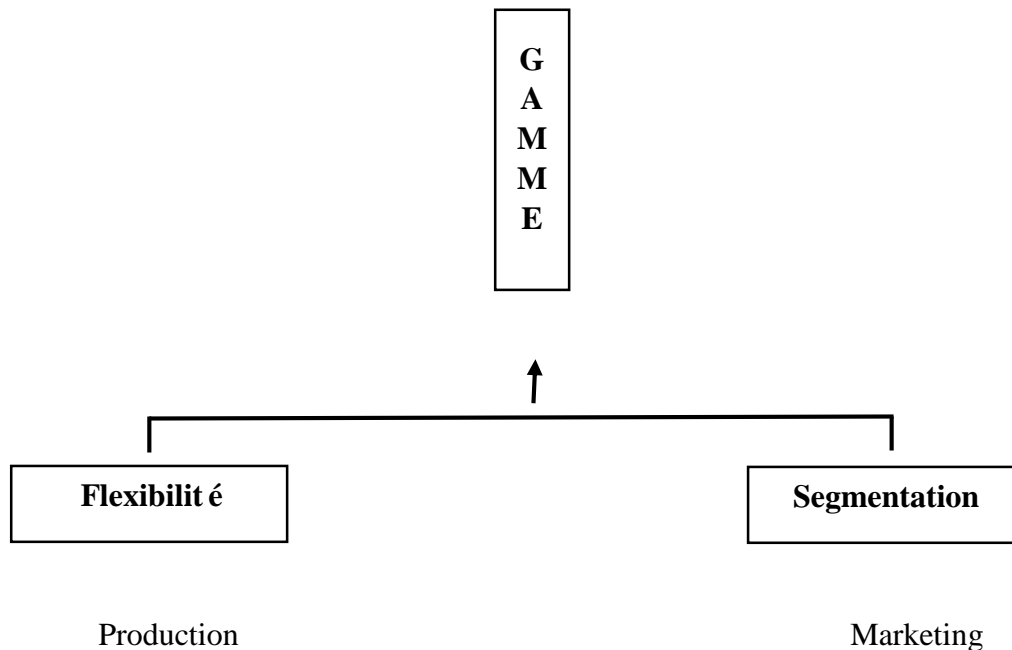 G
A
M
M
E
Flexibilit é
Segmentation
Production
Marketing